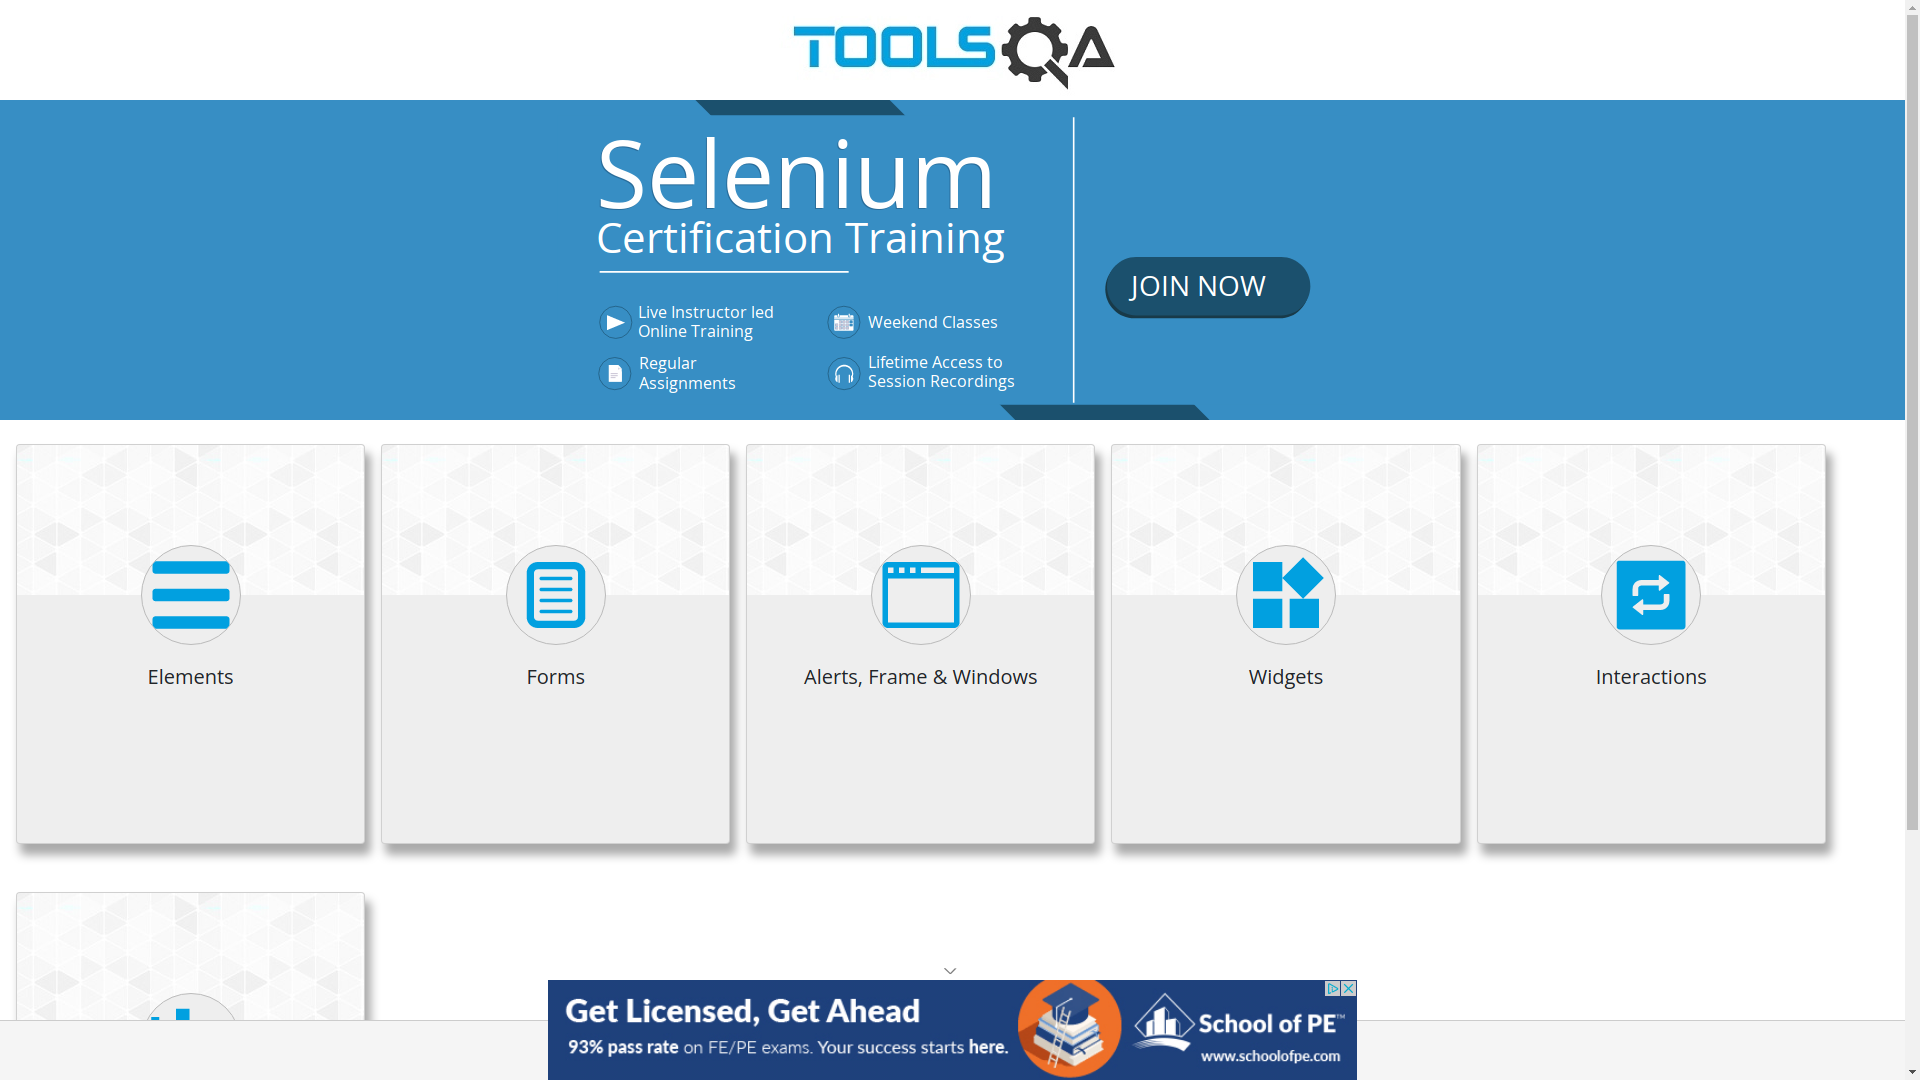 TOOLSQA
Selenium
Certification Training
Live Instructor led
Online Training
Weekend Classes
Regular
Assignments
Lifetime Access to
Session Recordings
JOIN NOW
Elements
Forms
Alerts, Frame & Windows
Widgets
Interactions
Get Licensed, Get Ahead
93% pass rate on FE/PE exams. Your success starts here.
School of PE™
www.schoolofpe.com